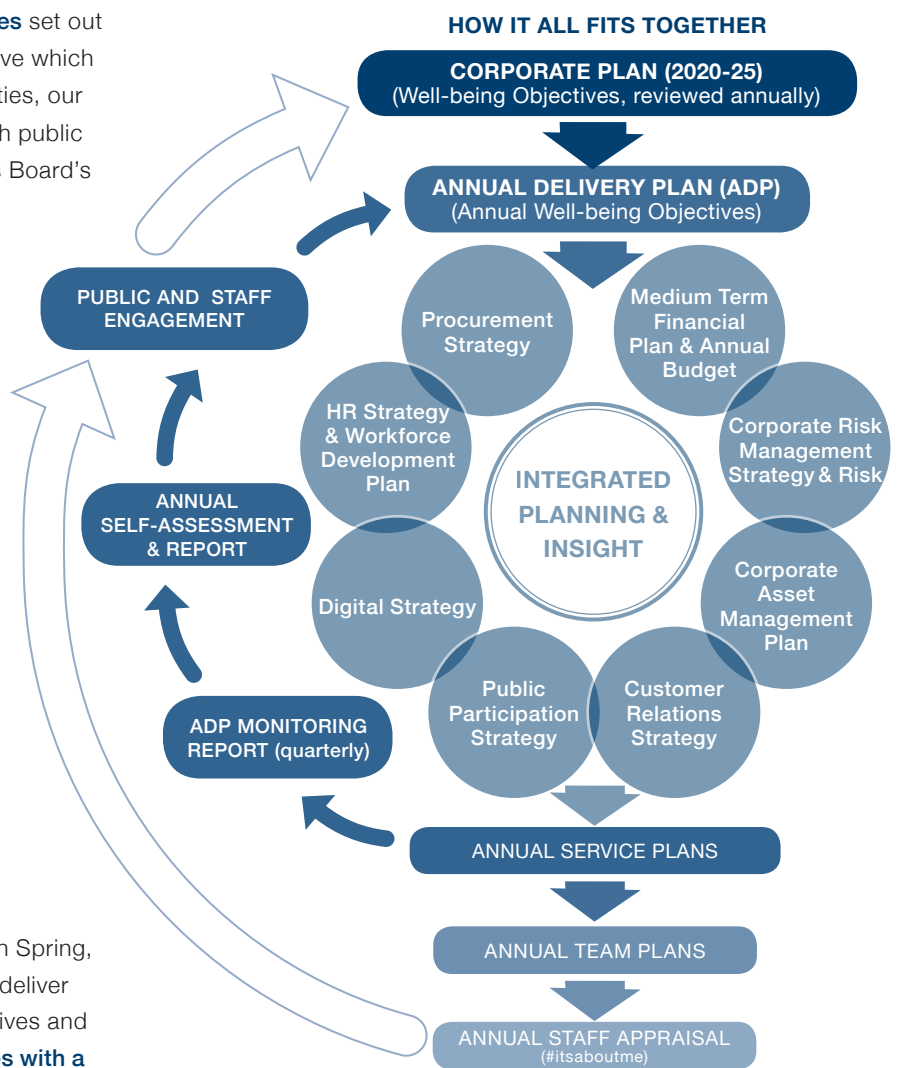 es set out
ve which
ties, our
h public
s Board's
HOW IT ALL FITS TOGETHER
CORPORATE PLAN (2020-25)
(Well-being Objectives, reviewed annually)
ANNUAL DELIVERY PLAN (ADP)
(Annual Well-being Objectives)
PUBLIC AND STAFF
ENGAGEMENT
Procurement
Strategy
Medium Term
Financial
Plan & Annual
Budget
HR Strategy
& Workforce
Development
Plan
Corporate Risk
Management
Strategy & Risk
INTEGRATED
PLANNING &
INSIGHT
ANNUAL
SELF-ASSESSMENT
& REPORT
Digital Strategy
Corporate
Asset
Management
Plan
Public
Participation
Strategy
Customer
Relations
Strategy
ADP MONITORING
REPORT (quarterly)
ANNUAL SERVICE PLANS
ANNUAL TEAM PLANS
ANNUAL STAFF APPRAISAL
(#itsaboutme)
n Spring,
deliver
ives and
es with a